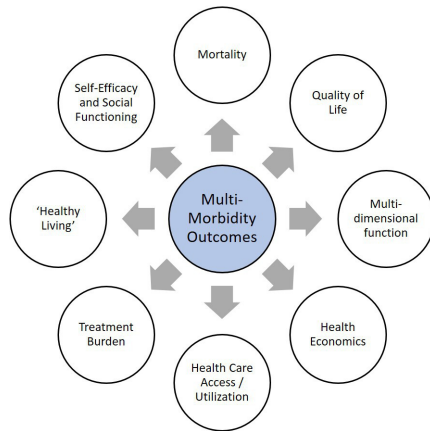 Mortality
Quality of
Life
Multi-
dimensional
function
Health
Economics
Health Care
Access /
Utilization
Treatment
Burden
'Healthy
Living'
Self-Efficacy
and Social
Functioning
Multi-
Morbidity
Outcomes